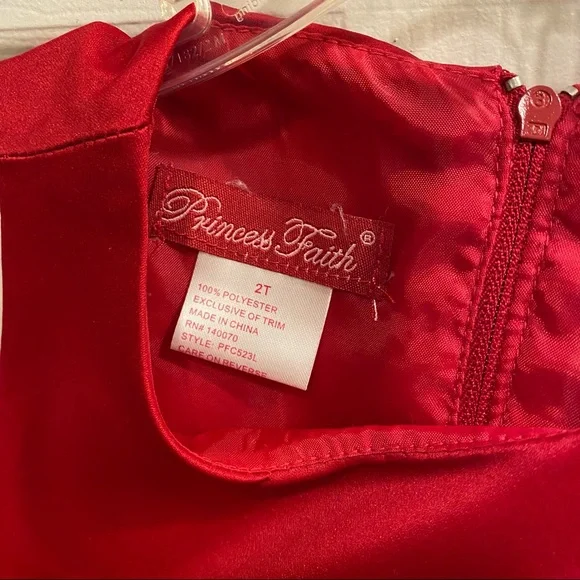 Princess Faith®
2T
100% POLYESTER
EXCLUSIVE OF TRIM
MADE IN CHINA
RN# 140070
STYLE: PFC523L
CARE ON REVERSE